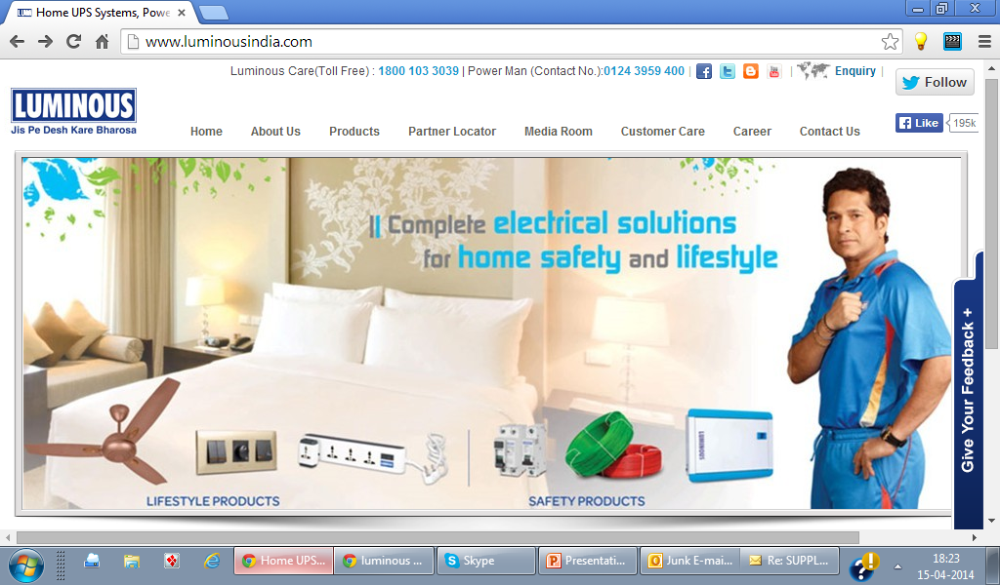 Home UPS Systems, Powe
www.luminousindia.com
Luminous Care(Toll Free) : 1800 103 3039 | Power Man (Contact No.):0124 3959 400 | | Enquiry |
Follow
LUMINOUS
Jis Pe Desh Kare Bharosa
Home About Us Products Partner Locator Media Room Customer Care Career Contact Us
Like 195k
|| Complete electrical solutions
for home safety and lifestyle
Give Your Feedback +
LUMINOUS
LIFESTYLE PRODUCTS SAFETY PRODUCTS
Home UPS... luminous ... Skype Presentati... Junk E-mai... Re: SUPPL...
18:23
15-04-2014